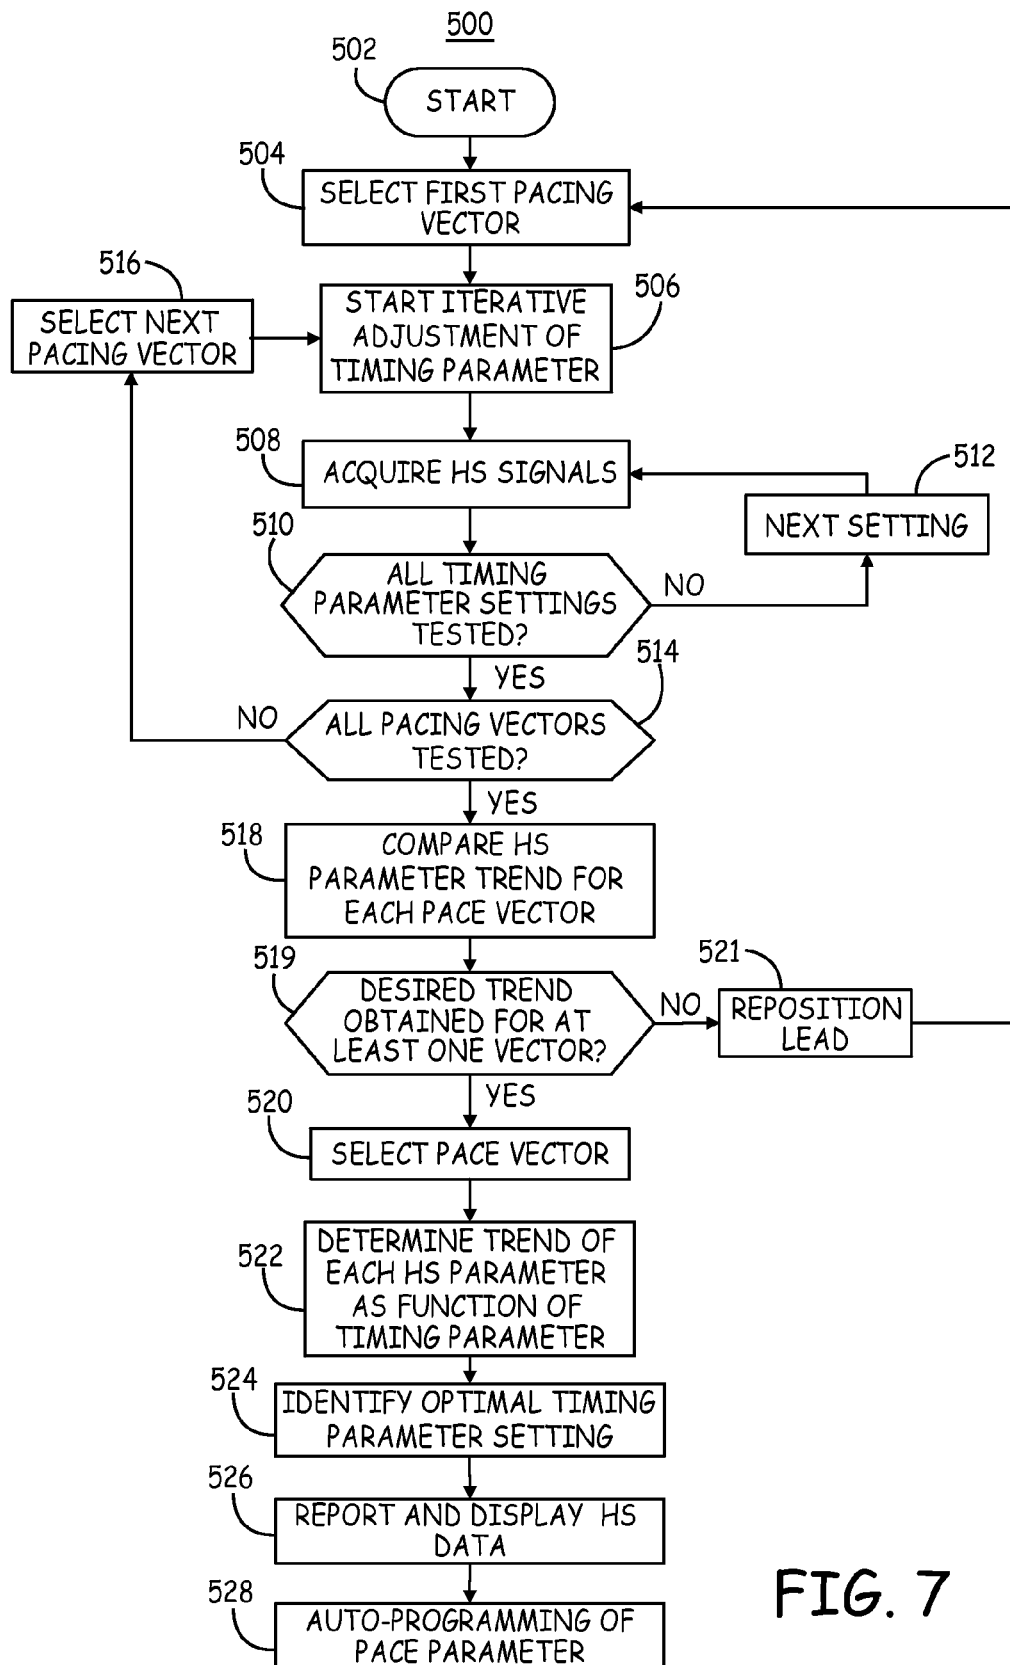 500
502
START
504
SELECT FIRST PACING
VECTOR
516
SELECT NEXT
PACING VECTOR
START ITERATIVE
ADJUSTMENT OF
TIMING PARAMETER
506
508
ACQUIRE HS SIGNALS
512
NEXT SETTING
510
ALL TIMING
PARAMETER SETTINGS
TESTED?
NO
YES
514
NO
ALL PACING VECTORS
TESTED?
YES
518
COMPARE HS
PARAMETER TREND FOR
EACH PACE VECTOR
519
DESIRED TREND
OBTAINED FOR AT
LEAST ONE VECTOR?
NO
521
REPOSITION
LEAD
YES
520
SELECT PACE VECTOR
522
DETERMINE TREND OF
EACH HS PARAMETER
AS FUNCTION OF
TIMING PARAMETER
524
IDENTIFY OPTIMAL TIMING
PARAMETER SETTING
526
REPORT AND DISPLAY HS
DATA
528
AUTO-PROGRAMMING OF
PACE PARAMETER
FIG. 7